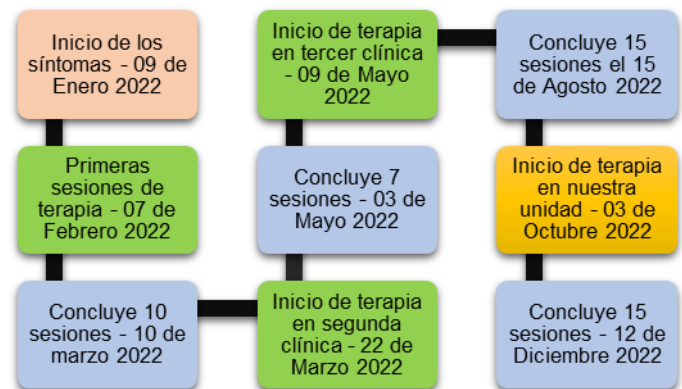 Inicio de los
síntomas - 09 de
Enero 2022
Primeras
sesiones de
terapia - 07 de
Febrero 2022
Concluye 10
sesiones - 10 de
marzo 2022
Inicio de terapia
en segunda
clínica - 22 de
Marzo 2022
Concluye 7
sesiones - 03 de
Mayo 2022
Inicio de terapia
en tercer clínica
- 09 de Mayo
2022
Concluye 15
sesiones el 15
de Agosto 2022
Inicio de terapia
en nuestra
unidad - 03 de
Octubre 2022
Concluye 15
sesiones - 12 de
Diciembre 2022